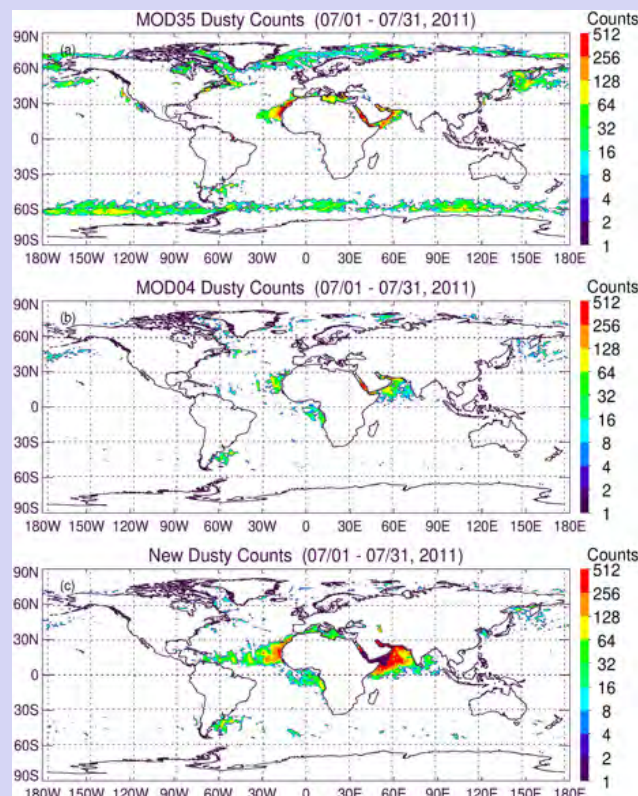 MOD35 Dusty Counts (07/01 - 07/31, 2011)
Counts
(a)
90N
60N
30N
0
30S
60S
90S
180W 150W 120W 90W 60W 30W 0 30E 60E 90E 120E 150E 180E
512
256
128
64
32
16
8
4
2
1
MOD04 Dusty Counts (07/01 - 07/31, 2011)
Counts
(b)
90N
60N
30N
0
30S
60S
90S
180W 150W 120W 90W 60W 30W 0 30E 60E 90E 120E 150E 180E
512
256
128
64
32
16
8
4
2
1
New Dusty Counts (07/01 - 07/31, 2011)
Counts
(c)
90N
60N
30N
0
30S
60S
90S
180W 150W 120W 90W 60W 30W 0 30E 60E 90E 120E 150E 180E
512
256
128
64
32
16
8
4
2
1